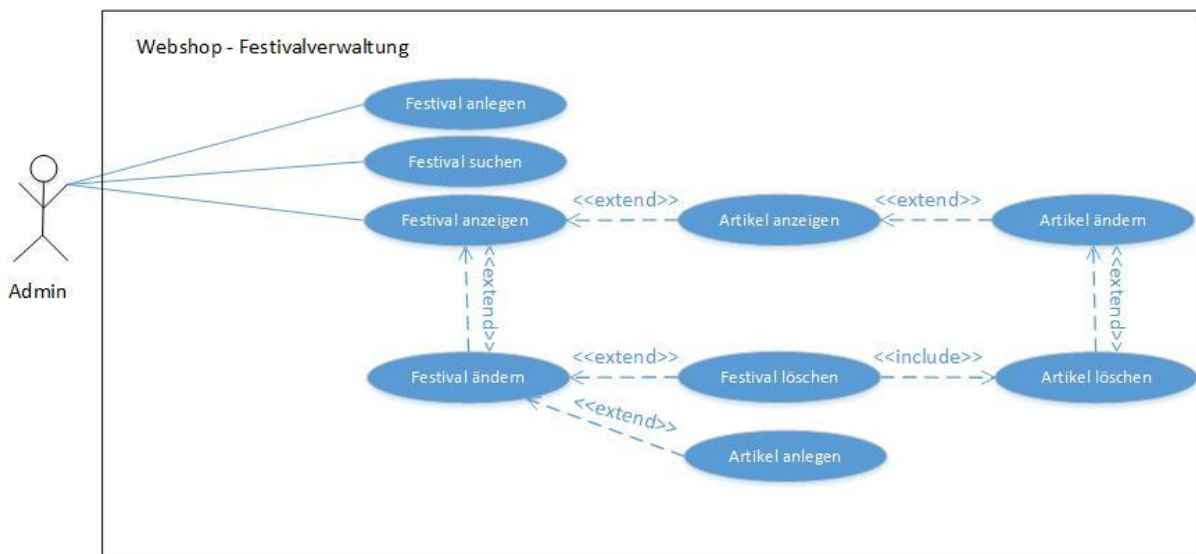 Webshop - Festivalverwaltung
Festival anlegen
Festival suchen
Festival anzeigen
<<extend>>
Artikel anzeigen
<<extend>>
Artikel ändern
Admin
<<extend>>
<<extend>>
Festival ändern
<<extend>>
Festival löschen
<<include>>
Artikel löschen
<<extend>>
Artikel anlegen